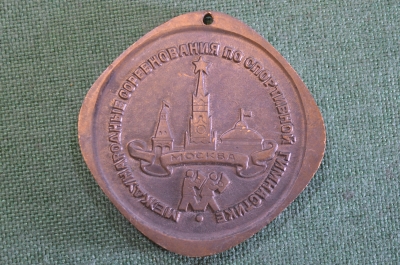 МЕЖДУНАРОДНЫЕ СОРЕВНОВАНИЯ ПО СПОРТИВНОЙ ГИМНАСТИКЕ
МОСКВА
М